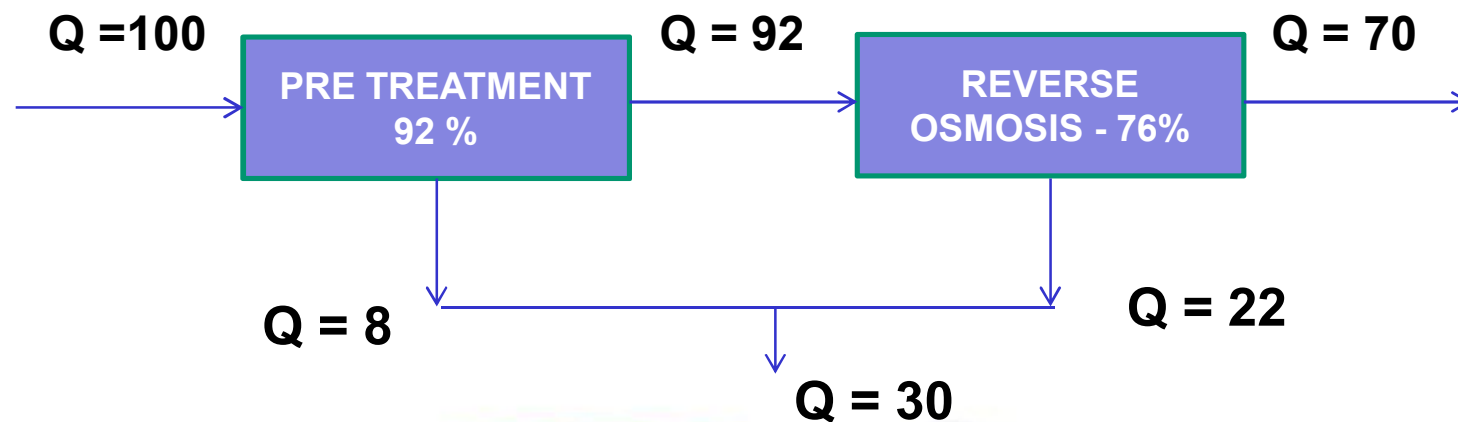 Q =100
Q = 92
Q = 70
PRE TREATMENT
92 %
REVERSE
OSMOSIS - 76%
Q = 8
Q = 22
Q = 30